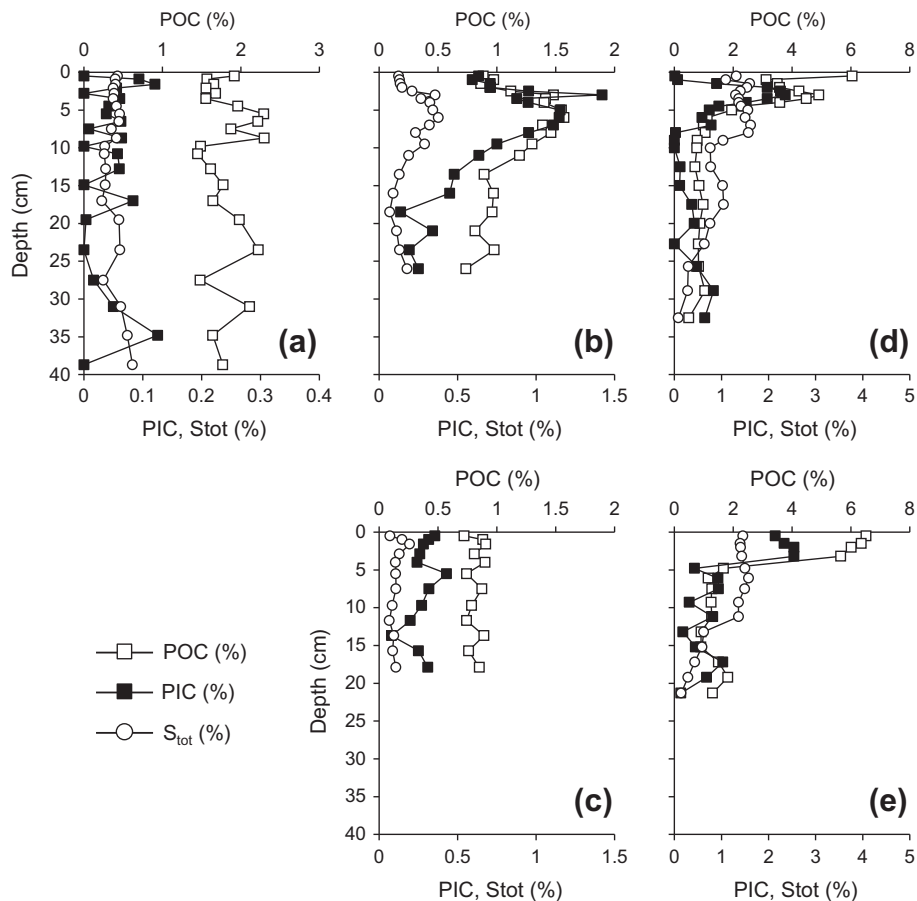 POC (%)
0 1 2 3
0
5
10
15
20
25
30
35
40
Depth (cm)
(a)
0 0.1 0.2 0.3 0.4
PIC, Stot (%)
POC (%)
0 0.5 1 1.5 2
(b)
0 0.5 1 1.5
PIC, Stot (%)
POC (%)
0 2 4 6 8
(d)
0 1 2 3 4 5
PIC, Stot (%)
POC (%)
PIC (%)
Stot (%)
POC (%)
0 0.5 1 1.5 2
0
5
10
15
20
25
30
35
40
Depth (cm)
(c)
0 0.5 1 1.5
PIC, Stot (%)
POC (%)
0 2 4 6 8
(e)
0 1 2 3 4 5
PIC, Stot (%)